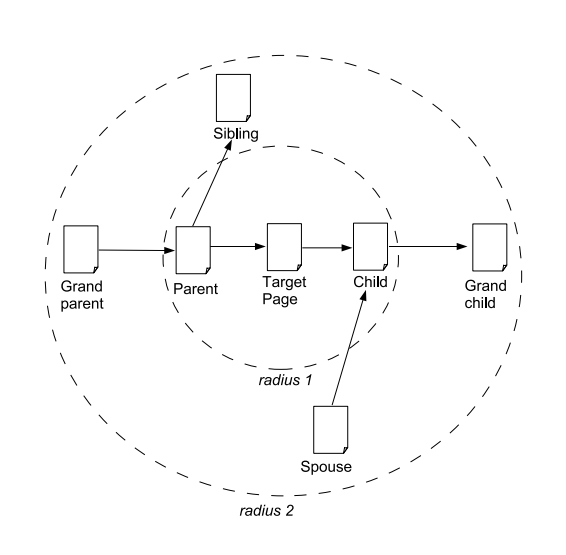 Sibling
Grand
parent
Parent
Target
Page
Child
Grand
child
radius 1
Spouse
radius 2